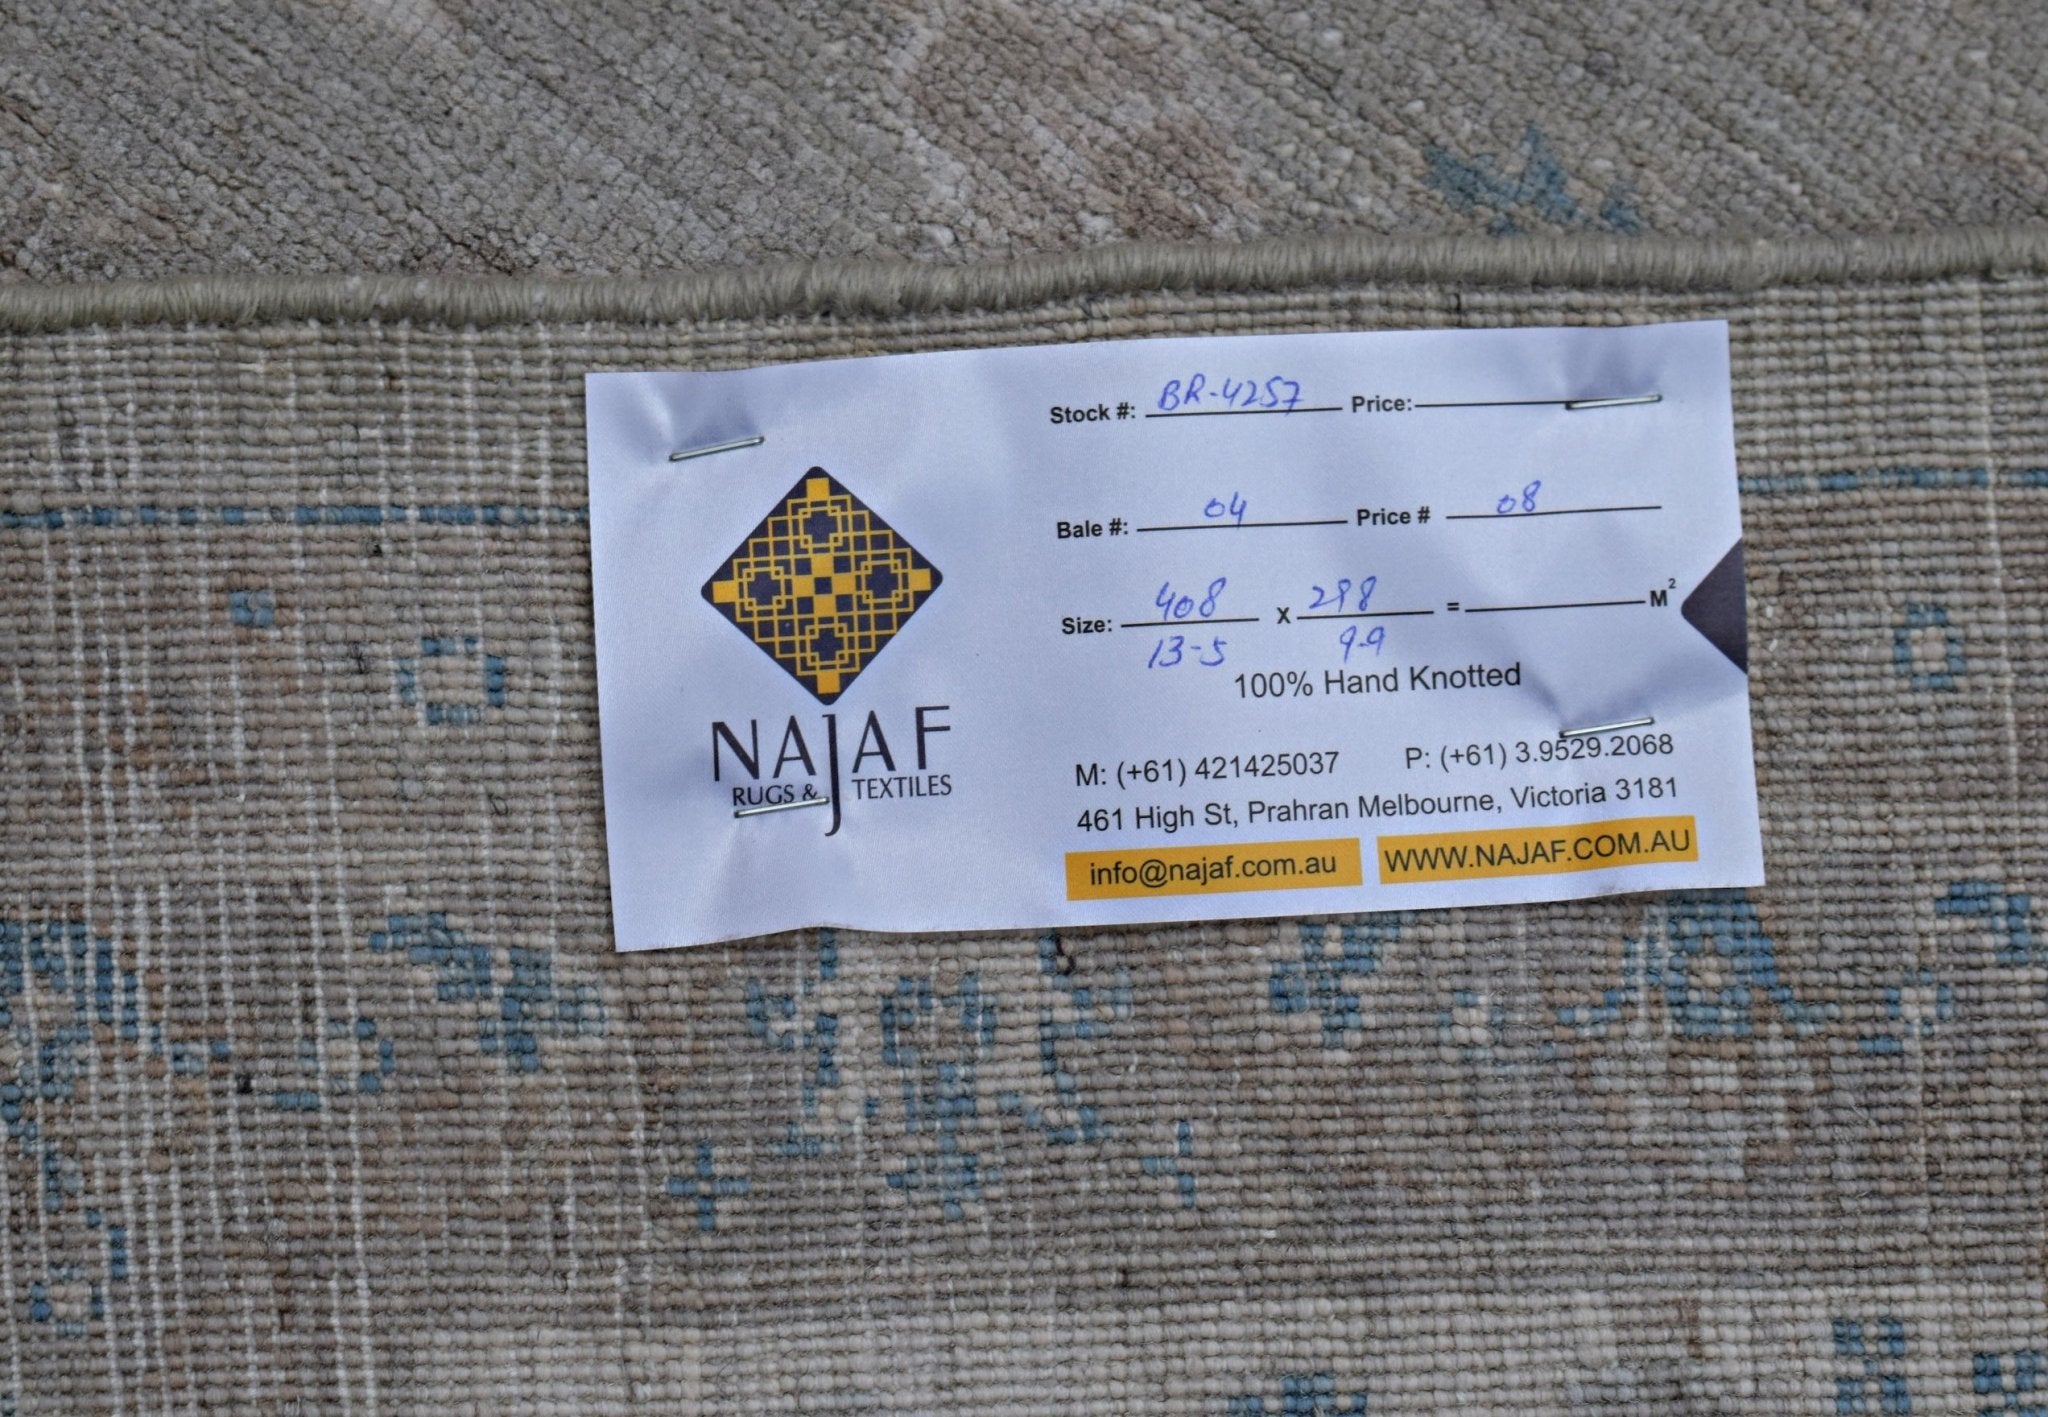 NAJAF
RUGS & TEXTILES
Stock #: BR-4257 Price:
Bale #: 04 Price # 08
Size: 408 x 298 = M²
13-5 9-9
100% Hand Knotted
M: (+61) 421425037 P: (+61) 3.9529.2068
461 High St, Prahran Melbourne, Victoria 3181
info@najaf.com.au WWW.NAJAF.COM.AU